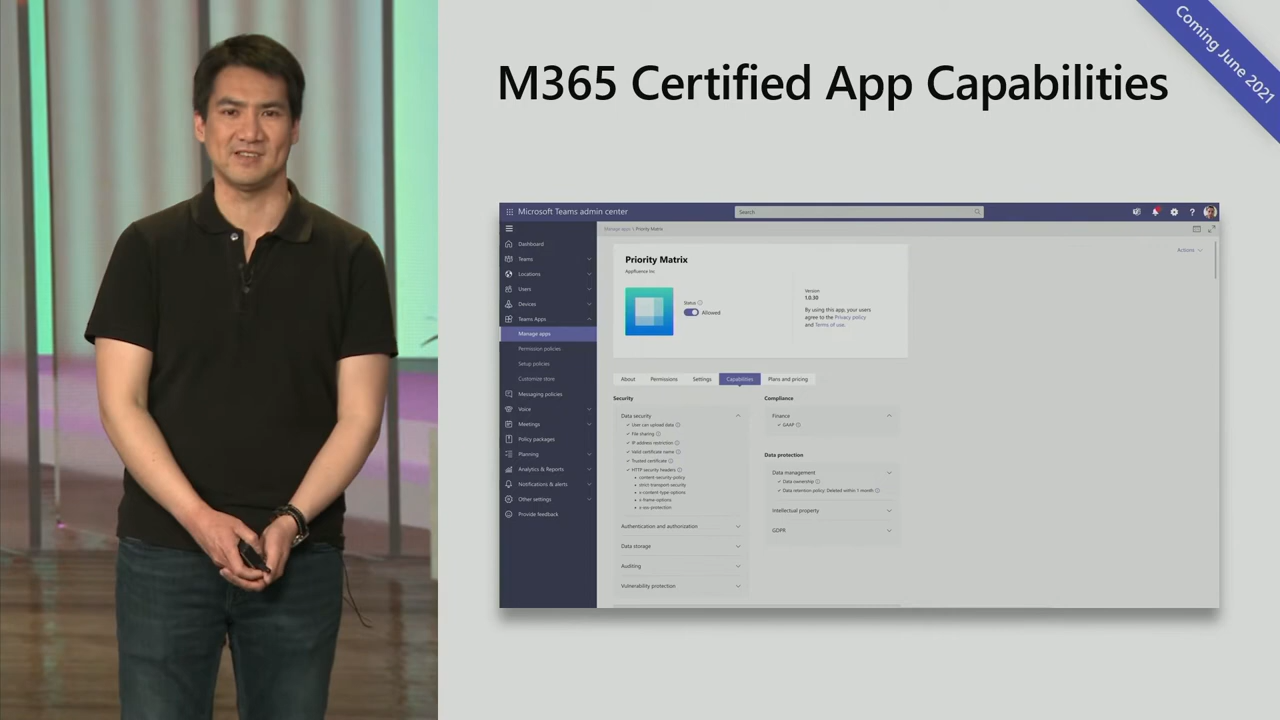 M365 Certified App Capabilities
Coming June 2021
Microsoft Teams admin center
Search
Dashboard
Teams
Locations
Users
Devices
Teams Apps
Manage apps
Permission policies
Setup policies
Customise store
Messaging policies
Voice
Meetings
Policy packages
Planning
Analytics & Reports
Notifications & alerts
Other settings
Provide feedback
Manage apps \ Priority Matrix
Actions
Priority Matrix
Appfluence Inc
Status
Allowed
Version
1.0.30
By using this app, your users
agree to the Privacy policy
and Terms of use.
About Permissions Settings Capabilities Plans and pricing
Security
Data security
User can upload data
File sharing
IP address restriction
Valid certificate name
Trusted certificate
HTTP security headers
content-security-policy
strict-transport-security
x-content-type-options
x-frame-options
x-xss-protection
Authentication and authorization
Data storage
Auditing
Vulnerability protection
Compliance
Finance
GAAP
Data protection
Data management
Data ownership
Data retention policy: Deleted within 1 month
Intellectual property
GDPR